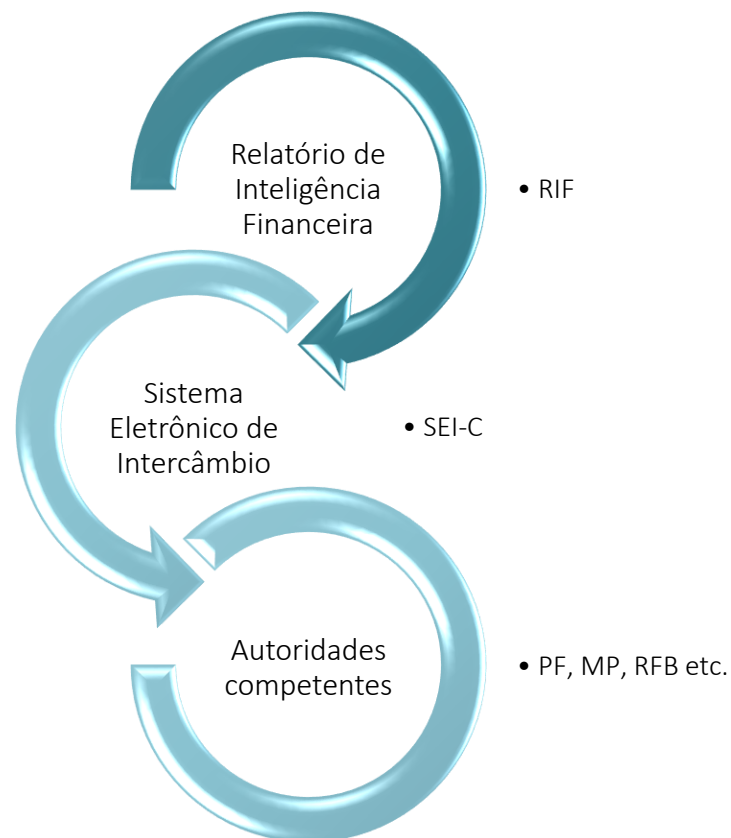 Relatório de
Inteligência
Financeira
• RIF
Sistema
Eletrônico de
Intercâmbio
• SEI-C
Autoridades
competentes
• PF, MP, RFB etc.